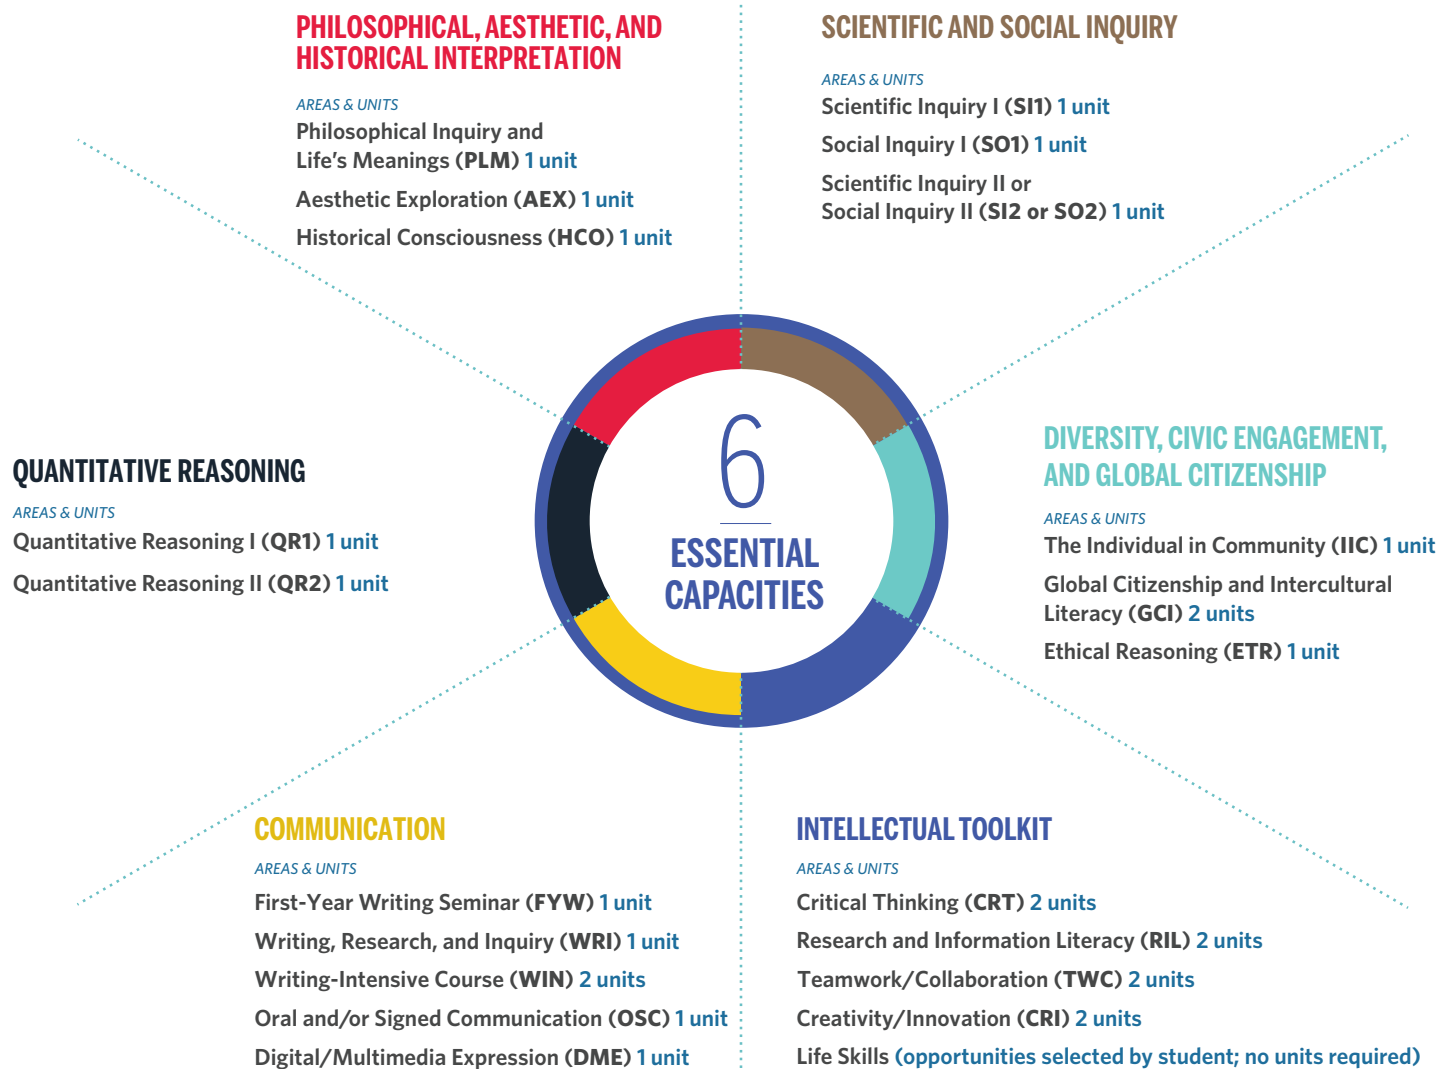 PHILOSOPHICAL, AESTHETIC, AND
HISTORICAL INTERPRETATION
AREAS & UNITS
Philosophical Inquiry and
Life's Meanings (PLM) 1 unit
Aesthetic Exploration (AEX) 1 unit
Historical Consciousness (HCO) 1 unit
SCIENTIFIC AND SOCIAL INQUIRY
AREAS & UNITS
Scientific Inquiry I (SI1) 1 unit
Social Inquiry I (SO1) 1 unit
Scientific Inquiry II or
Social Inquiry II (SI2 or SO2) 1 unit
QUANTITATIVE REASONING
AREAS & UNITS
Quantitative Reasoning I (QR1) 1 unit
Quantitative Reasoning II (QR2) 1 unit
6
ESSENTIAL
CAPACITIES
DIVERSITY, CIVIC ENGAGEMENT,
AND GLOBAL CITIZENSHIP
AREAS & UNITS
The Individual in Community (IIC) 1 unit
Global Citizenship and Intercultural
Literacy (GCI) 2 units
Ethical Reasoning (ETR) 1 unit
COMMUNICATION
AREAS & UNITS
First-Year Writing Seminar (FYW) 1 unit
Writing, Research, and Inquiry (WRI) 1 unit
Writing-Intensive Course (WIN) 2 units
Oral and/or Signed Communication (OSC) 1 unit
Digital/Multimedia Expression (DME) 1 unit
INTELLECTUAL TOOLKIT
AREAS & UNITS
Critical Thinking (CRT) 2 units
Research and Information Literacy (RIL) 2 units
Teamwork/Collaboration (TWC) 2 units
Creativity/Innovation (CRI) 2 units
Life Skills (opportunities selected by student; no units required)